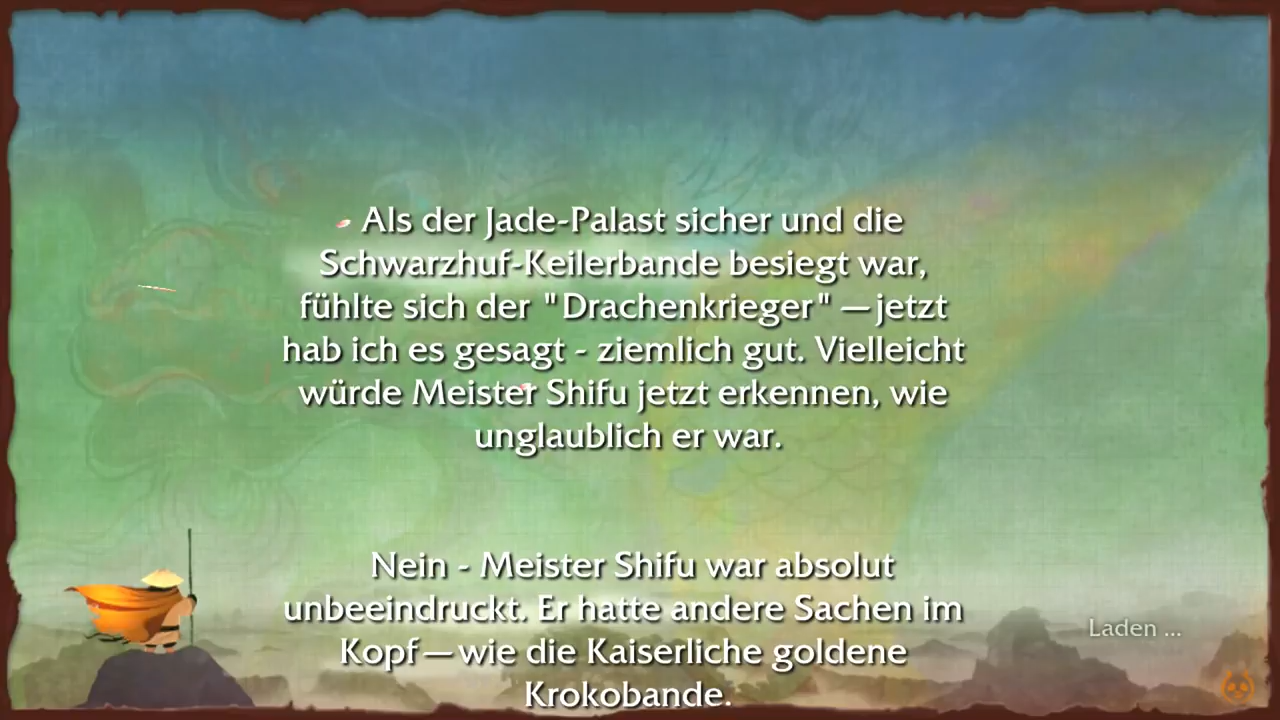 Als der Jade-Palast sicher und die
Schwarzhuf-Keilerbande besiegt war,
fühlte sich der "Drachenkrieger" —jetzt
hab ich es gesagt - ziemlich gut. Vielleicht
würde Meister Shifu jetzt erkennen, wie
unglaublich er war.
Nein - Meister Shifu war absolut
unbeeindruckt. Er hatte andere Sachen im
Kopf—wie die Kaiserliche goldene
Krokobande.
Laden ...